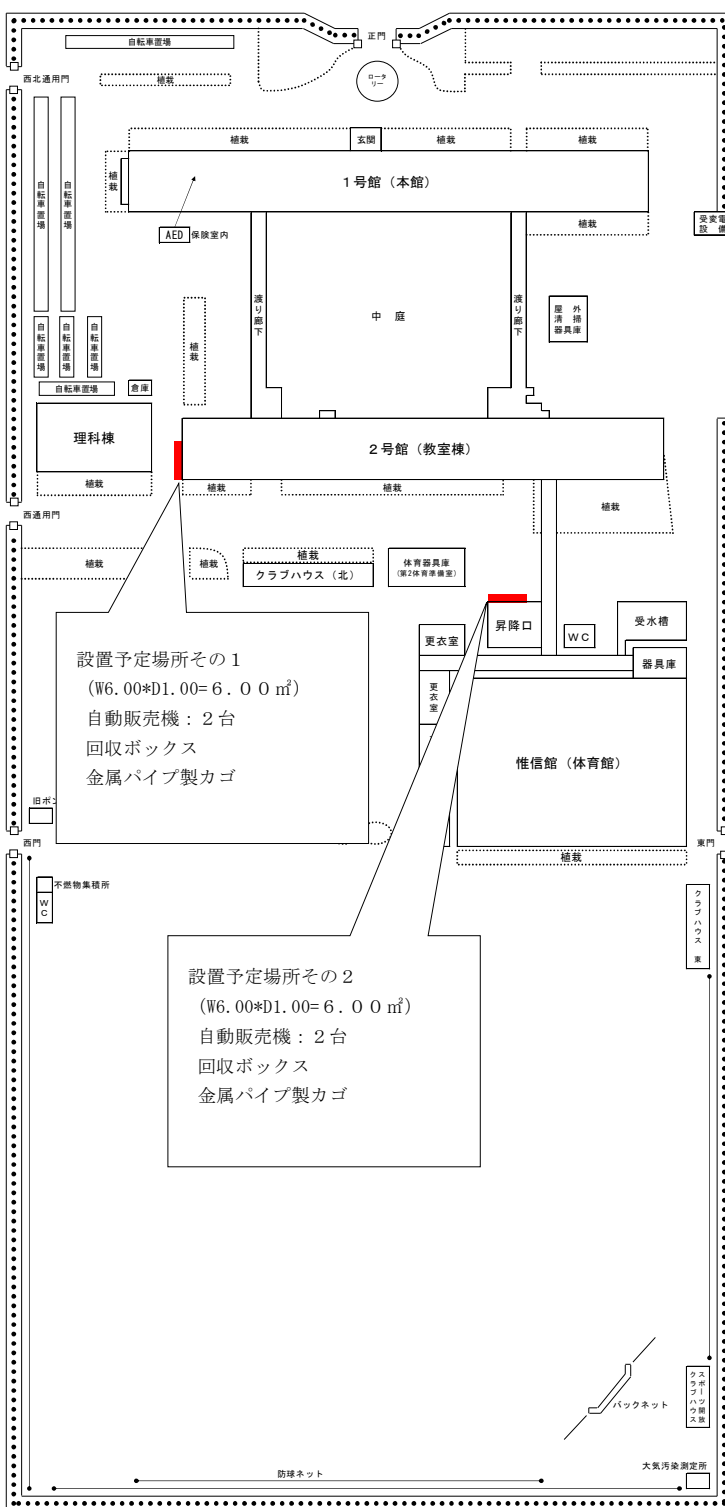 正門
自転車置場
西北通用門
植栽
ロータ
リー
植栽
玄関
植栽
植栽
植栽
1号館（本館）
自転車置場
自転車置場
AED 保険室内
植栽
受変電
設備
渡り廊下
中庭
渡り廊下
屋外
清掃
器具庫
植栽
自転車置場
自転車置場
自転車置場
自転車置場
倉庫
理科棟
2号館（教室棟）
植栽
植栽
植栽
植栽
西通用門
植栽
植栽
植栽
クラブハウス（北）
体育器具庫
(第2体育準備室)
昇降口
更衣室
WC
受水槽
器具庫
更衣室
惟信館（体育館）
植栽
設置予定場所その1
(W6.00*D1.00=6.00㎡)
自動販売機：2台
回収ボックス
金属パイプ製カゴ
旧ポン
西門
東門
不燃物集積所
WC
クラブハウス 東
設置予定場所その2
(W6.00*D1.00=6.00㎡)
自動販売機：2台
回収ボックス
金属パイプ製カゴ
バックネット
スポーツ開放
クラブハウス
大気汚染測定所
防球ネット